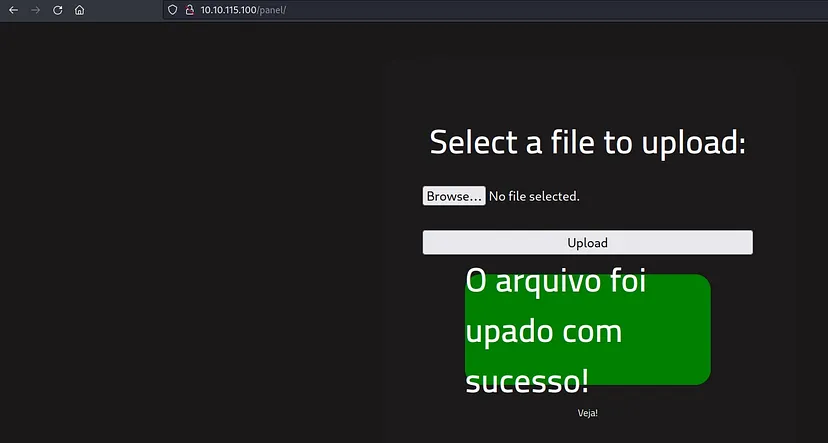 10.10.115.100/panel/
Select a file to upload:
Browse... No file selected.
Upload
O arquivo foi
upado com
sucesso!
Veja!